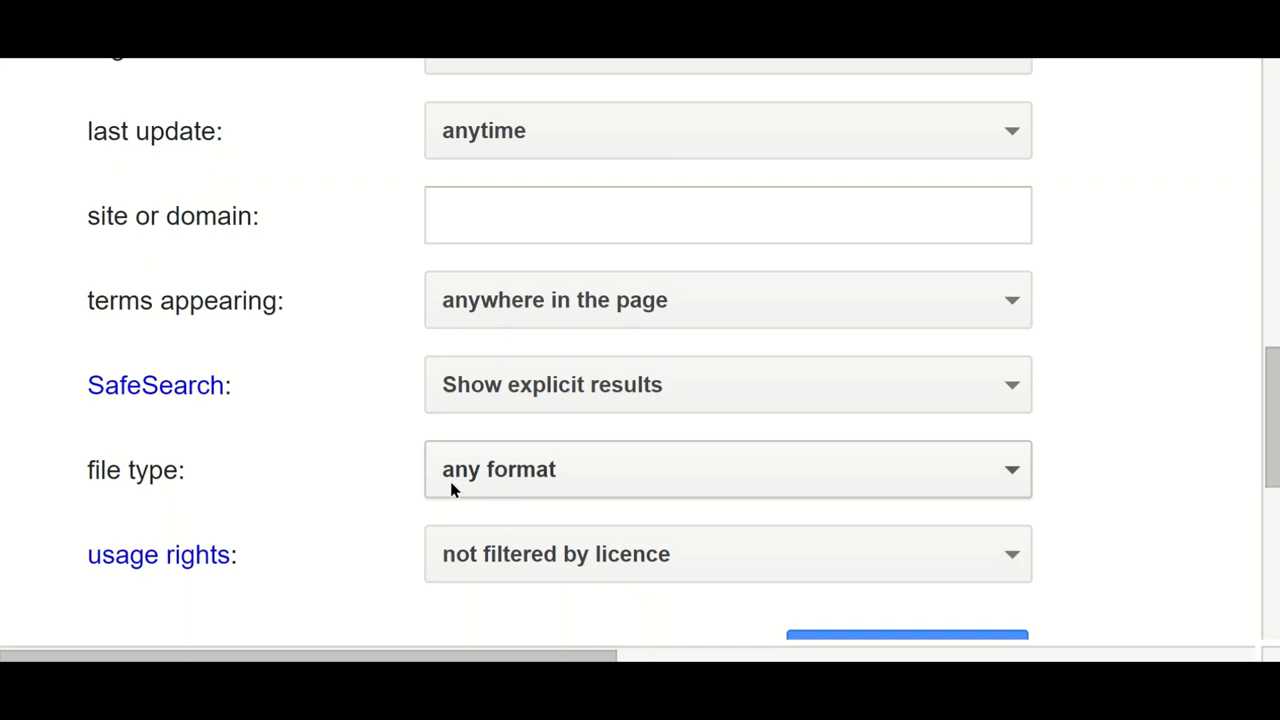 last update:
anytime
site or domain:
terms appearing:
anywhere in the page
SafeSearch:
Show explicit results
file type:
any format
usage rights:
not filtered by licence